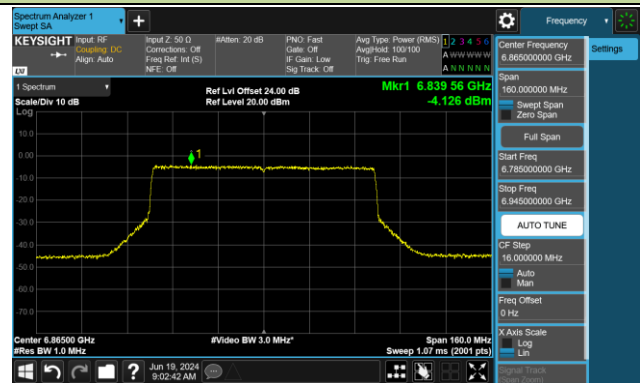 Spectrum Analyzer 1
Swept SA
Frequency
KEYSIGHT
Input: RF
Coupling: DC
Align: Auto
Input Z: 50 Ω
Corrections: Off
Freq Ref: Int (S)
NFE: Off
#Atten: 20 dB
PNO: Fast
Gate: Off
IF Gain: Low
Sig Track: Off
Avg Type: Power (RMS)
Avg|Hold: 100/100
Trig: Free Run
1 2 3 4 5 6
A W W W W W
A N N N N N
LXI
1 Spectrum
Scale/Div 10 dB
Log
Ref Lvl Offset 24.00 dB
Ref Level 20.00 dBm
Mkr1 6.839 56 GHz
-4.126 dBm
10.0
0.00
-10.0
-20.0
-30.0
-40.0
-50.0
-60.0
-70.0
1
Center 6.86500 GHz
#Res BW 1.0 MHz
#Video BW 3.0 MHz*
Span 160.0 MHz
Sweep 1.07 ms (2001 pts)
Jun 19, 2024
9:02:42 AM
Center Frequency
6.865000000 GHz
Settings
Span
160.000000 MHz
Swept Span
Zero Span
Full Span
Start Freq
6.785000000 GHz
Stop Freq
6.945000000 GHz
AUTO TUNE
CF Step
16.000000 MHz
Auto
Man
Freq Offset
0 Hz
X Axis Scale
Log
Lin
Signal Track
(Span Zoom)